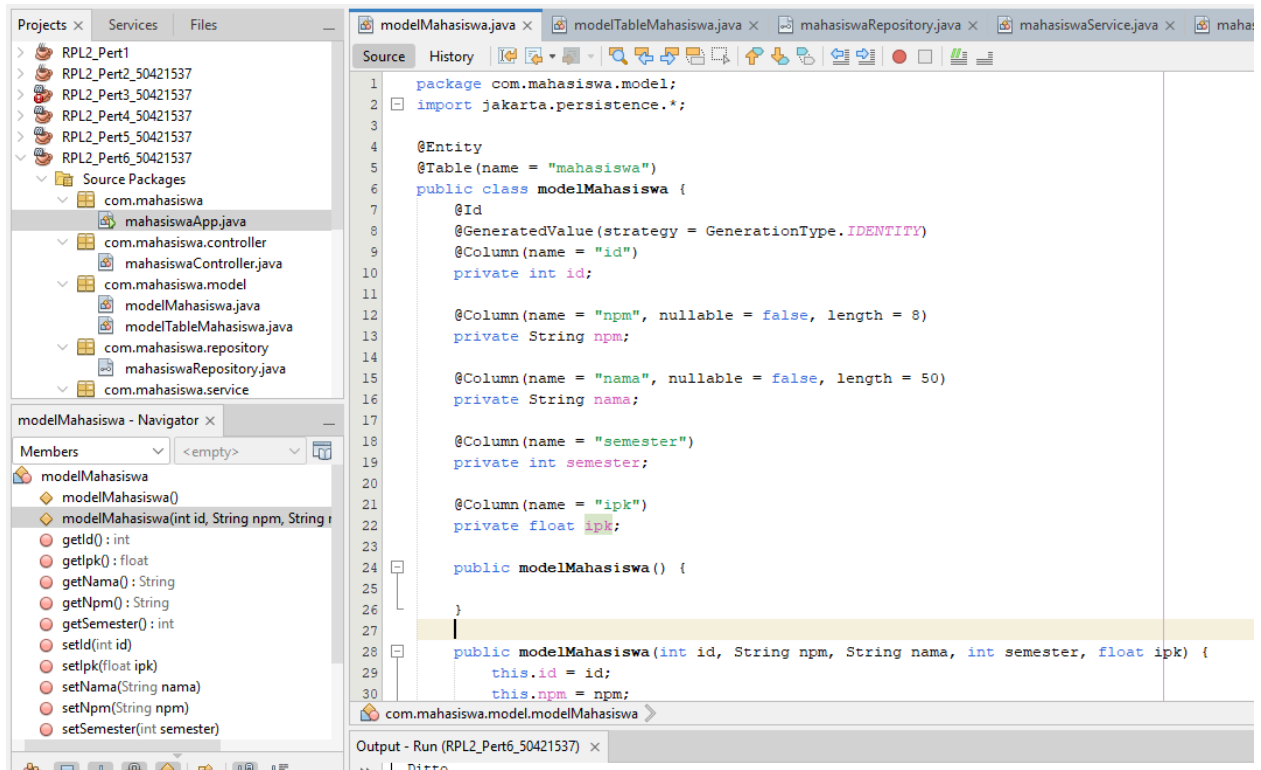 Projects × Services Files
RPL2_Pert1
RPL2_Pert2_50421537
RPL2_Pert3_50421537
RPL2_Pert4_50421537
RPL2_Pert5_50421537
RPL2_Pert6_50421537
Source Packages
com.mahasiswa
mahasiswaApp.java
com.mahasiswa.controller
mahasiswaController.java
com.mahasiswa.model
modelMahasiswa.java
modelTableMahasiswa.java
com.mahasiswa.repository
mahasiswaRepository.java
com.mahasiswa.service
modelMahasiswa - Navigator ×
Members <empty>
modelMahasiswa
modelMahasiswa()
modelMahasiswa(int id, String npm, String
getId() : int
getIpk() : float
getNama() : String
getNpm() : String
getSemester() : int
setId(int id)
setIpk(float ipk)
setNama(String nama)
setNpm(String npm)
setSemester(int semester)
modelMahasiswa.java × modelTableMahasiswa.java × mahasiswaRepository.java × mahasiswaService.java × mahas
Source History
1 package com.mahasiswa.model;
2 import jakarta.persistence.*;
3
4 @Entity
5 @Table(name = "mahasiswa")
6 public class modelMahasiswa {
7 @Id
8 @GeneratedValue(strategy = GenerationType.IDENTITY)
9 @Column(name = "id")
10 private int id;
11
12 @Column(name = "npm", nullable = false, length = 8)
13 private String npm;
14
15 @Column(name = "nama", nullable = false, length = 50)
16 private String nama;
17
18 @Column(name = "semester")
19 private int semester;
20
21 @Column(name = "ipk")
22 private float ipk;
23
24 public modelMahasiswa() {
25
26 }
27
28 public modelMahasiswa(int id, String npm, String nama, int semester, float ipk) {
29 this.id = id;
30 this.npm = npm;
com.mahasiswa.model.modelMahasiswa
Output - Run (RPL2_Pert6_50421537) ×
Ditto